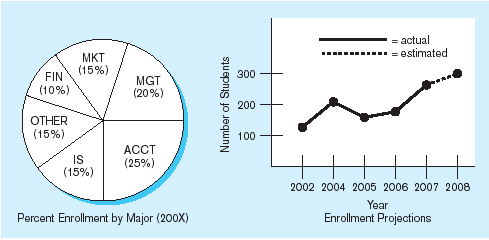 MKT
(15%)
MGT
(20%)
FIN
(10%)
OTHER
(15%)
IS
(15%)
ACCT
(25%)
Percent Enrollment by Major (200X)
= actual
= estimated
Number of Students
300
200
100
2002 2004 2005 2006 2007 2008
Year
Enrollment Projections